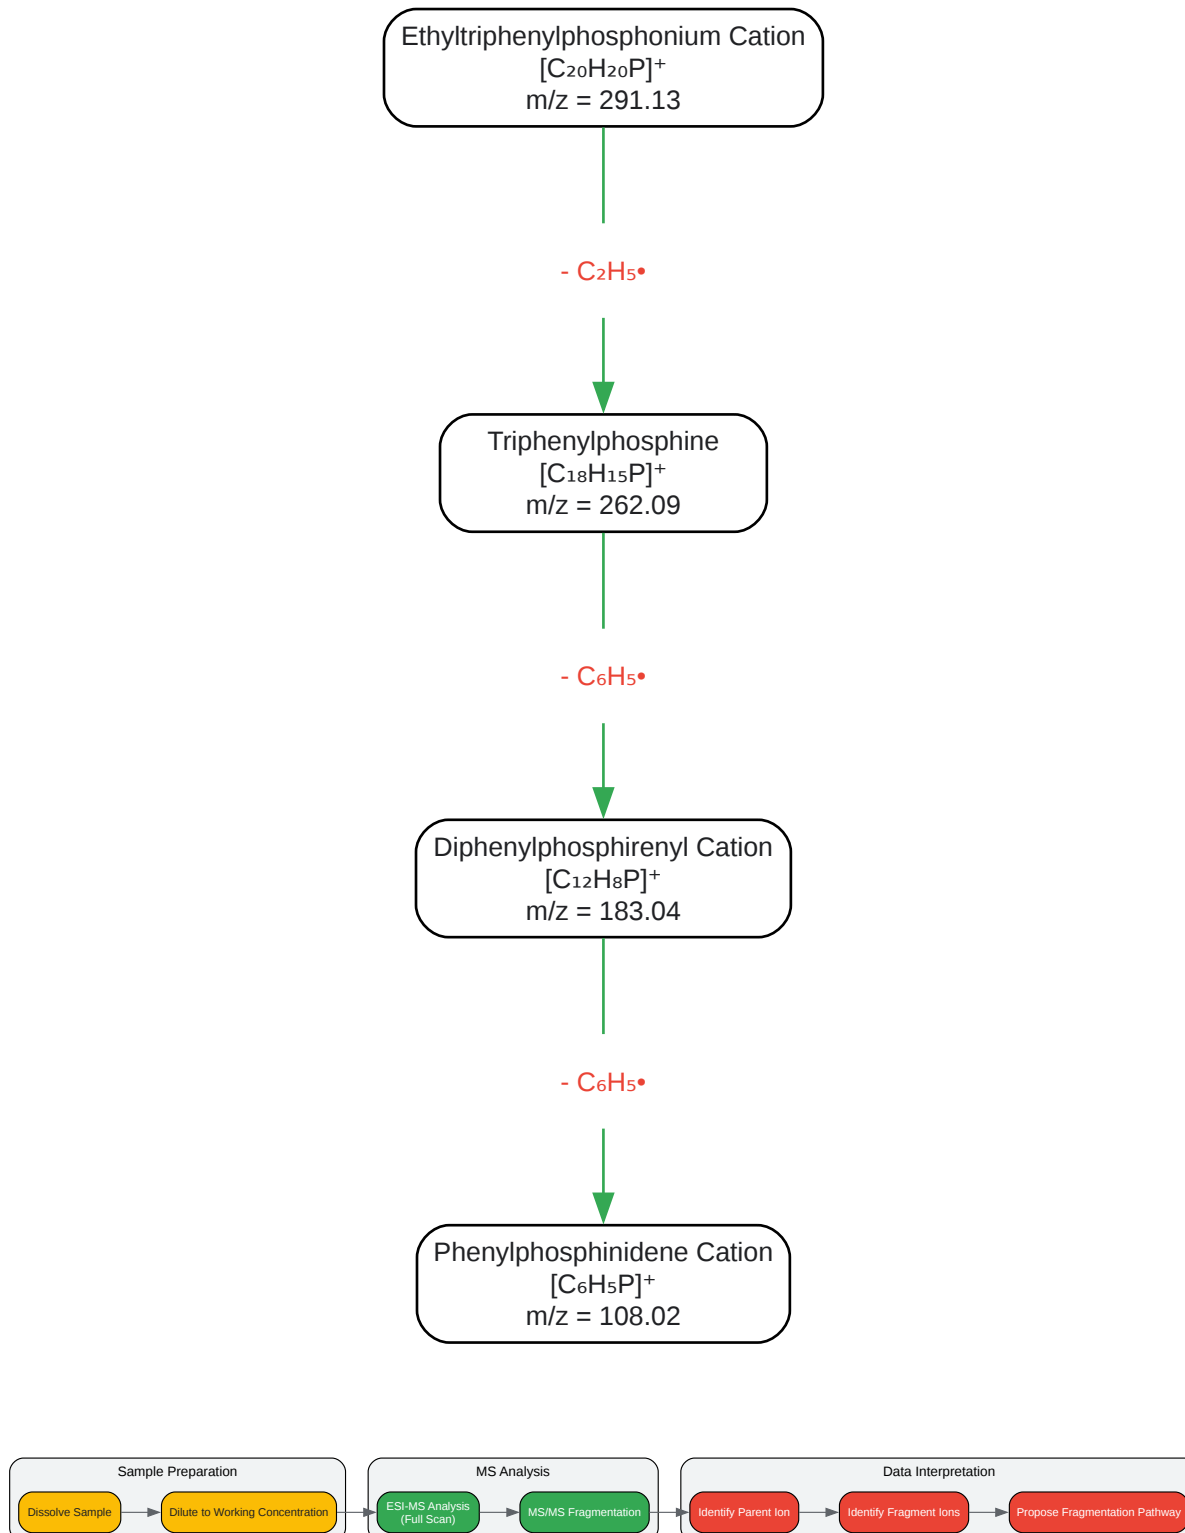 Ethyltriphenylphosphonium Cation
[C₂₀H₂₀P]⁺
m/z = 291.13
- C₂H₅•
Triphenylphosphine
[C₁₈H₁₅P]⁺
m/z = 262.09
- C₆H₅•
Diphenylphosphirenyl Cation
[C₁₂H₈P]⁺
m/z = 183.04
- C₆H₅•
Phenylphosphinidene Cation
[C₆H₅P]⁺
m/z = 108.02
Sample Preparation
Dissolve Sample
Dilute to Working Concentration
MS Analysis
ESI-MS Analysis
(Full Scan)
MS/MS Fragmentation
Data Interpretation
Identify Parent Ion
Identify Fragment Ions
Propose Fragmentation Pathway